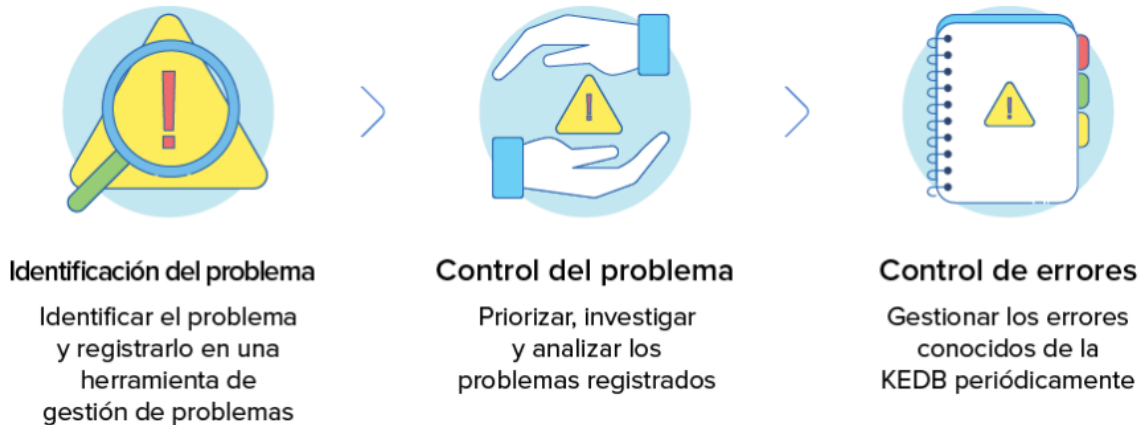 Identificación del problema
Identificar el problema
y registrarlo en una
herramienta de
gestión de problemas
Control del problema
Priorizar, investigar
y analizar los
problemas registrados
Control de errores
Gestionar los errores
conocidos de la
KEDB periódicamente